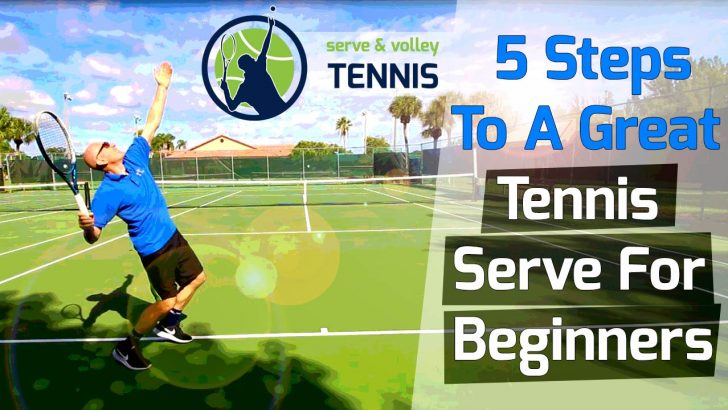 serve & volley
TENNIS
5 Steps
To A Great
Tennis
Serve For
Beginners